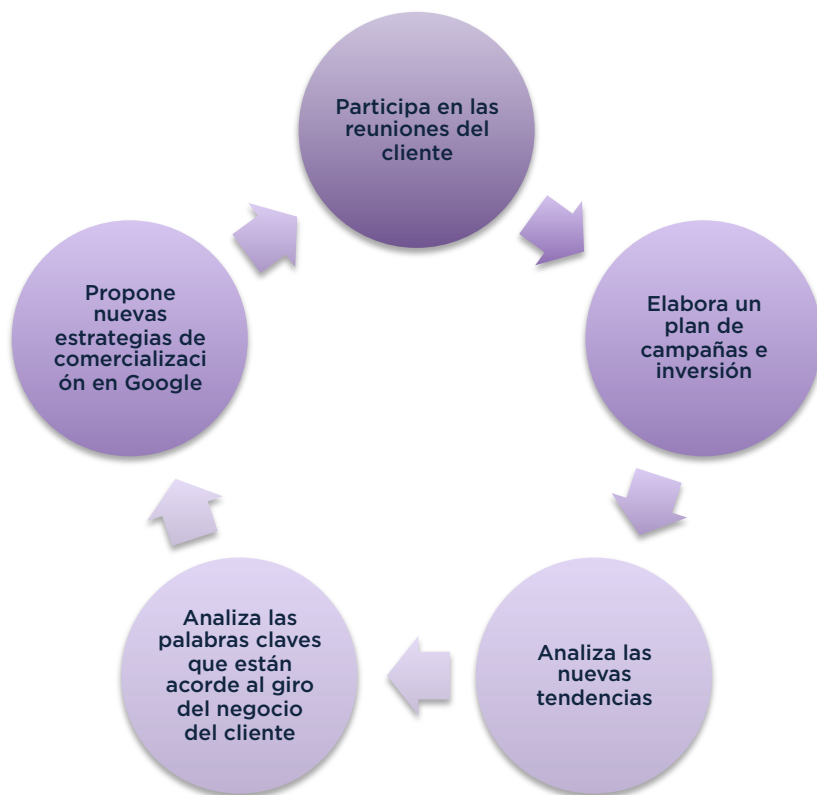 Participa en las
reuniones del
cliente
Elabora un
plan de
campañas e
inversión
Analiza las
nuevas
tendencias
Analiza las
palabras claves
que están
acorde al giro
del negocio
del cliente
Propone
nuevas
estrategias de
comercializaci
ón en Google